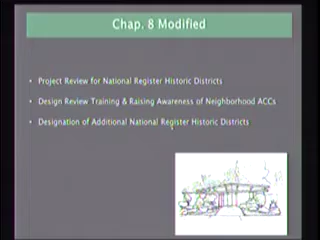 Chap. 8 Modified
• Project Review for National Register Historic Districts
• Design Review Training & Raising Awareness of Neighborhood ACCs
• Designation of Additional National Register Historic Districts